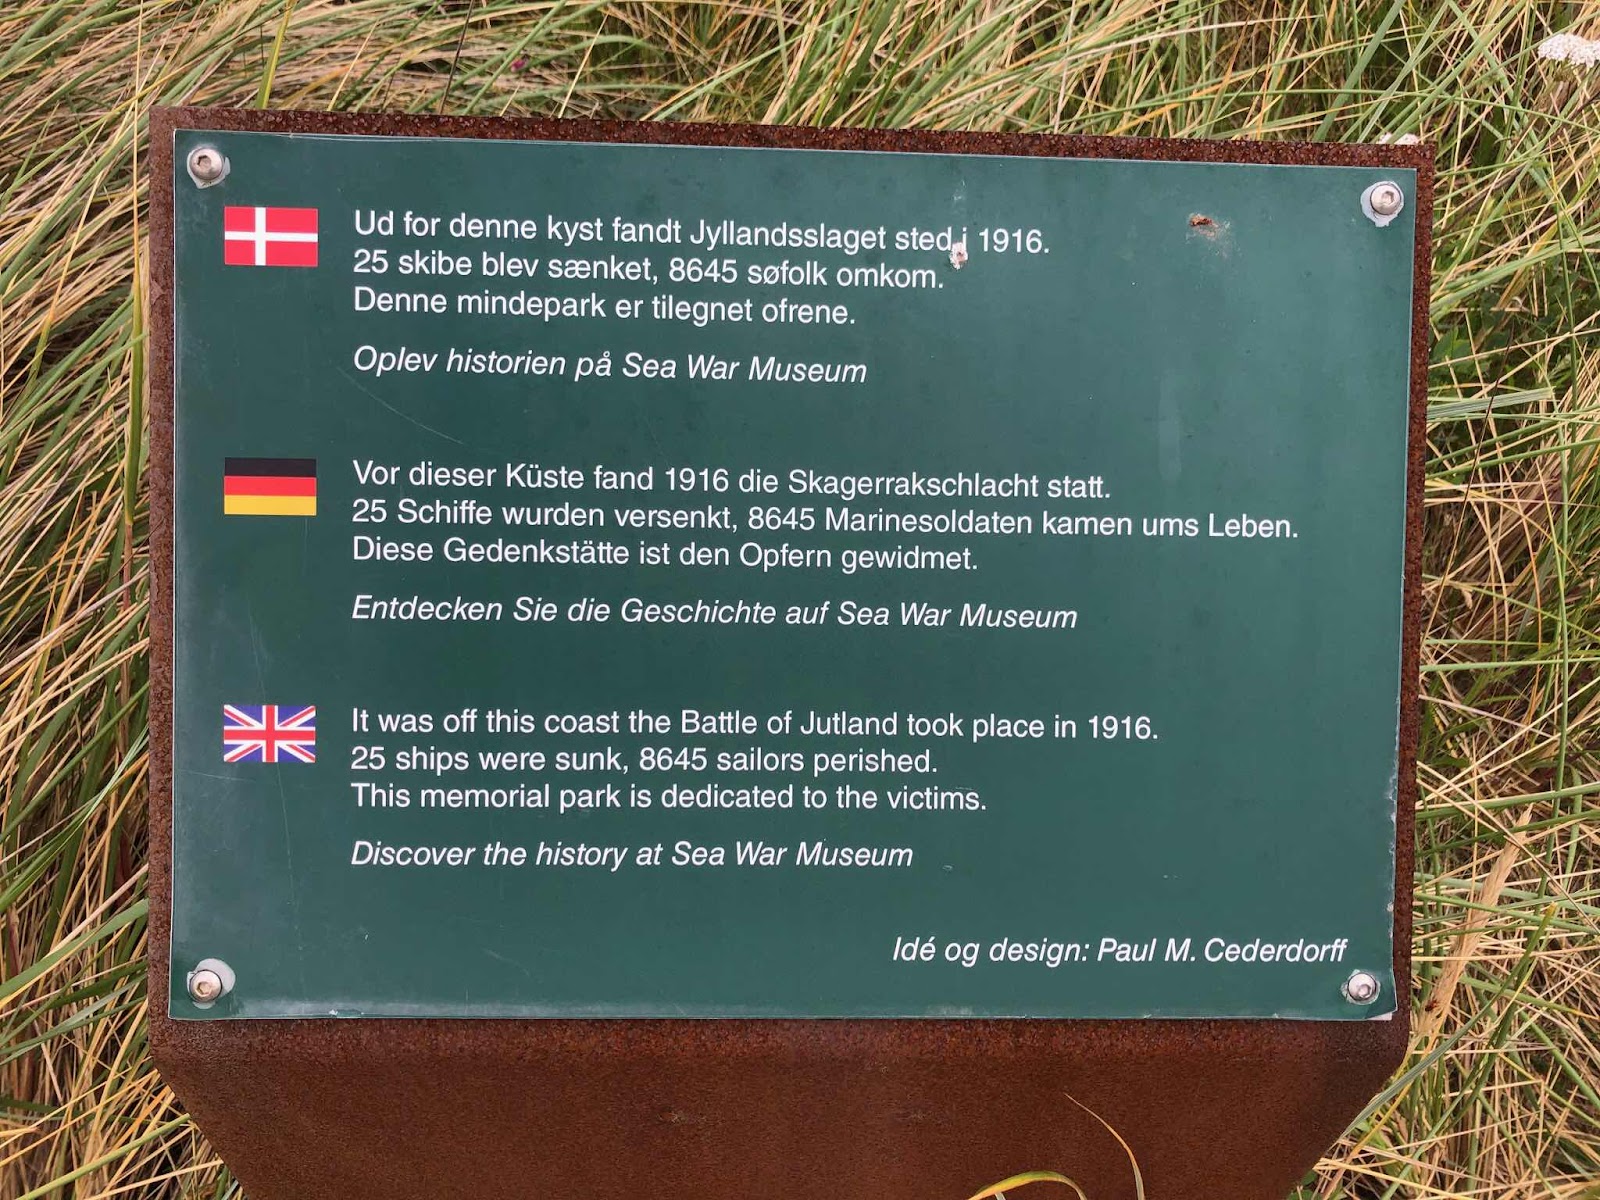 Ud for denne kyst fandt Jyllandsslaget sted i 1916.
25 skibe blev sænket, 8645 søfolk omkom.
Denne mindepark er tilegnet ofrene.
Oplev historien på Sea War Museum
Vor dieser Küste fand 1916 die Skagerrakschlacht statt.
25 Schiffe wurden versenkt, 8645 Marinesoldaten kamen ums Leben.
Diese Gedenkstätte ist den Opfern gewidmet.
Entdecken Sie die Geschichte auf Sea War Museum
It was off this coast the Battle of Jutland took place in 1916.
25 ships were sunk, 8645 sailors perished.
This memorial park is dedicated to the victims.
Discover the history at Sea War Museum
Idé og design: Paul M. Cederdorff